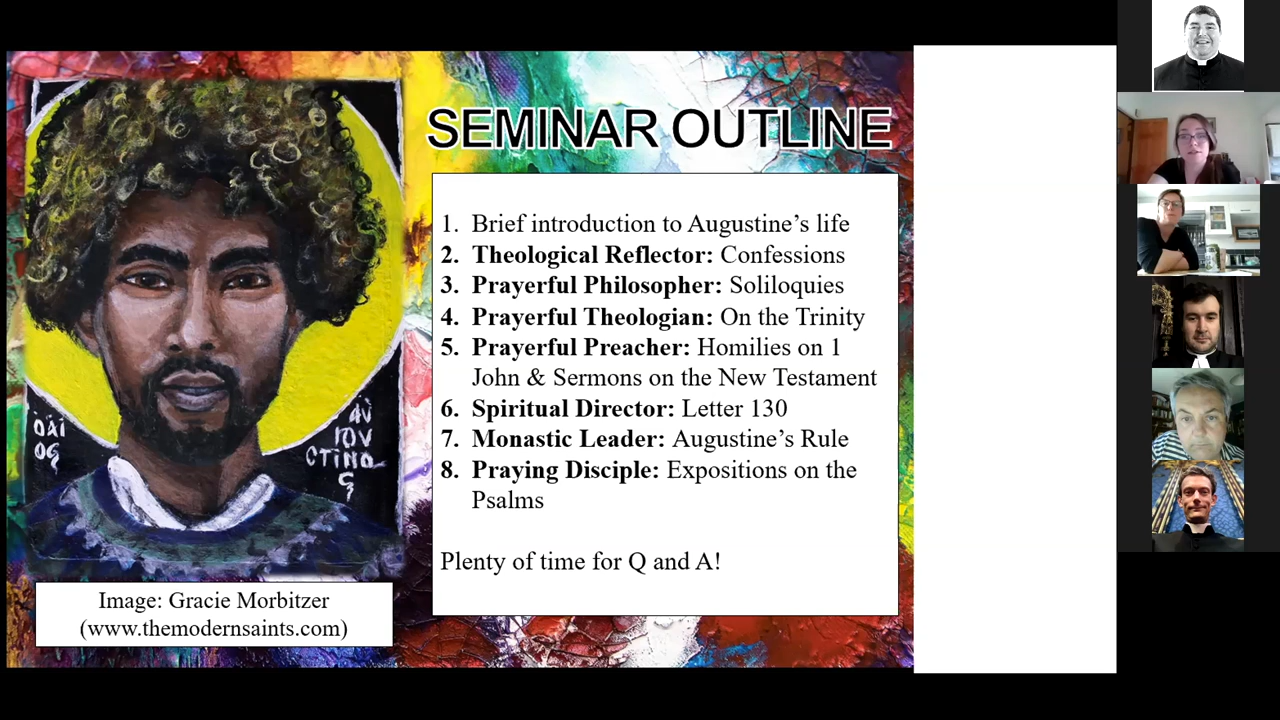 SEMINAR OUTLINE
1. Brief introduction to Augustine’s life
2. Theological Reflector: Confessions
3. Prayerful Philosopher: Soliloquies
4. Prayerful Theologian: On the Trinity
5. Prayerful Preacher: Homilies on 1
John & Sermons on the New Testament
6. Spiritual Director: Letter 130
7. Monastic Leader: Augustine’s Rule
8. Praying Disciple: Expositions on the
Psalms
Plenty of time for Q and A!
Image: Gracie Morbitzer
(www.themodernsaints.com)